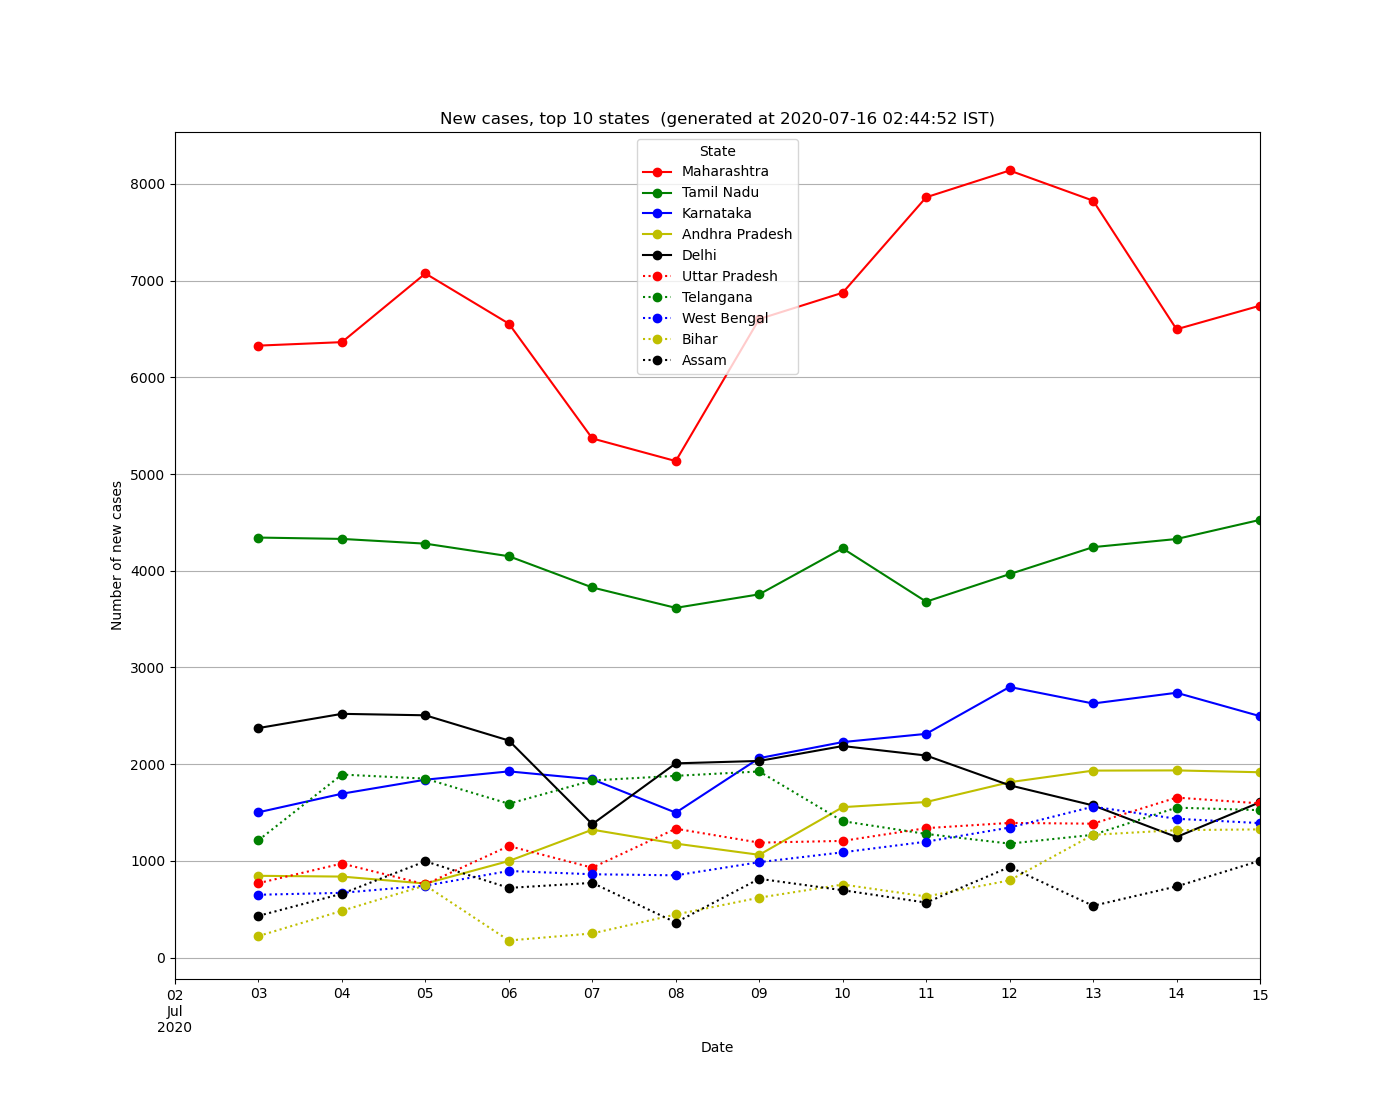 New cases, top 10 states  (generated at 2020-07-16 02:44:52 IST)
State
Maharashtra
Tamil Nadu
Karnataka
Andhra Pradesh
Delhi
Uttar Pradesh
Telangana
West Bengal
Bihar
Assam
Number of new cases
8000
7000
6000
5000
4000
3000
2000
1000
0
02 03 04 05 06 07 08 09 10 11 12 13 14 15
Jul
2020
Date